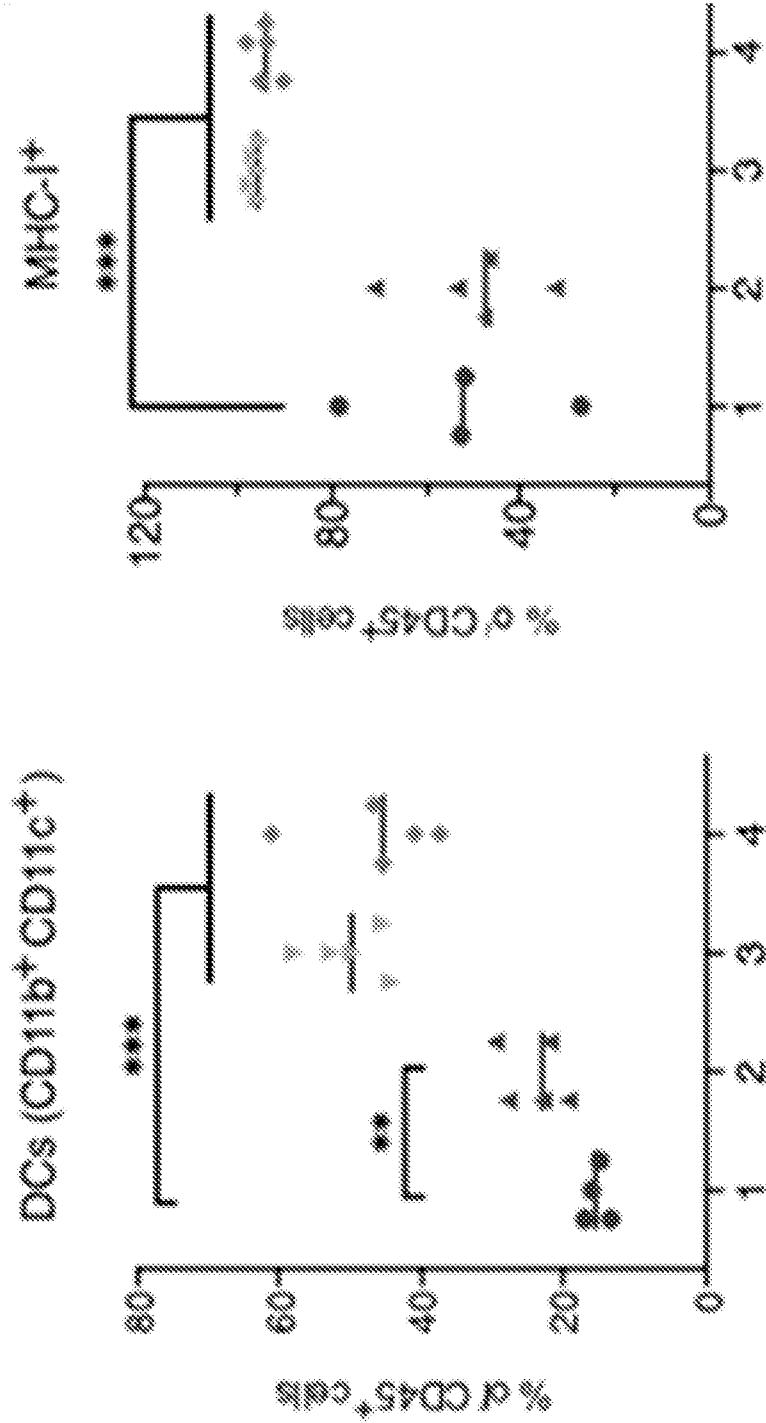 DCs (CD11b+ CD11c+)
***
**
80
60
40
20
0
% of CD45+ cells
1 2 3 4
MHC-I+
***
120
80
40
0
% of CD45+ cells
1 2 3 4